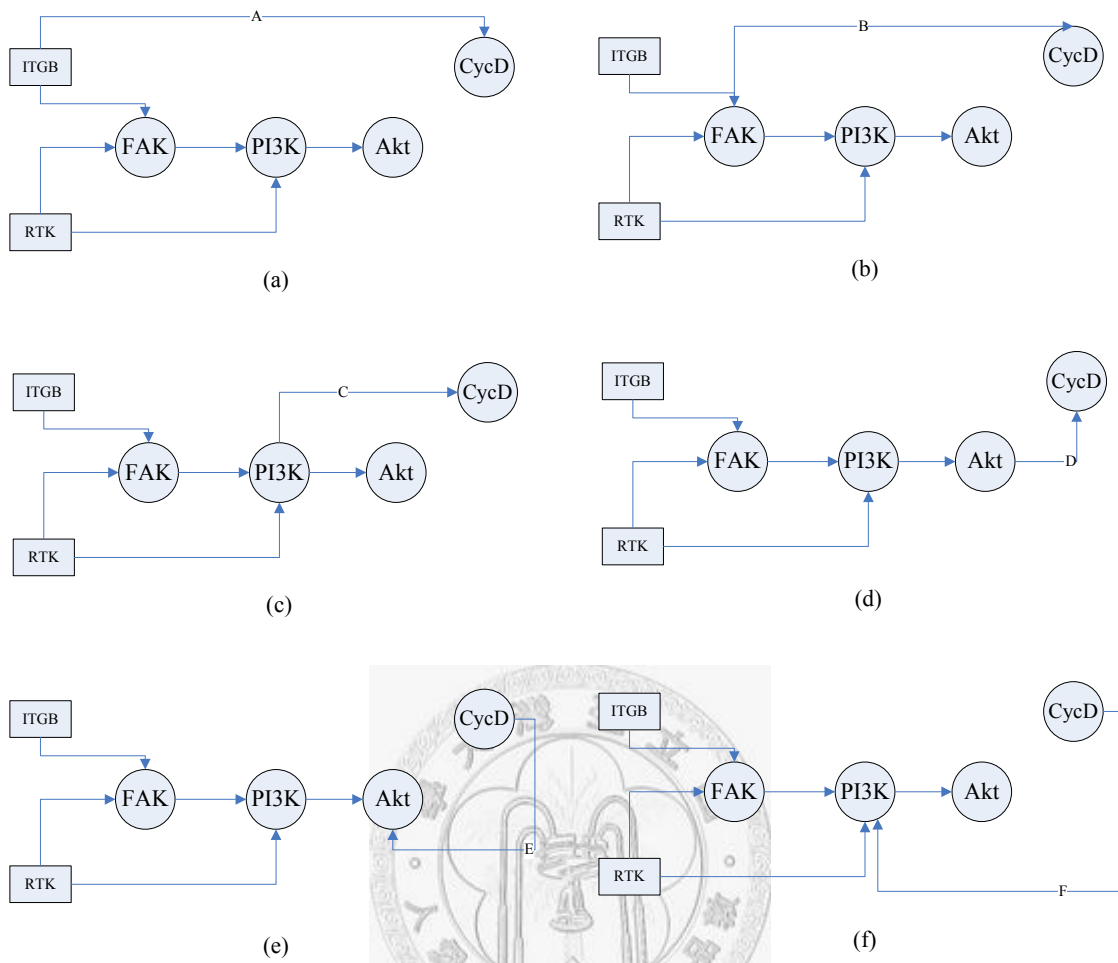 A
ITGB
CycD
FAK
PI3K
Akt
RTK
(a)
B
ITGB
CycD
FAK
PI3K
Akt
RTK
(b)
C
ITGB
CycD
FAK
PI3K
Akt
RTK
(c)
ITGB
CycD
FAK
PI3K
Akt
D
RTK
(d)
ITGB
CycD
FAK
PI3K
Akt
E
RTK
(e)
ITGB
CycD
FAK
PI3K
Akt
RTK
F
(f)